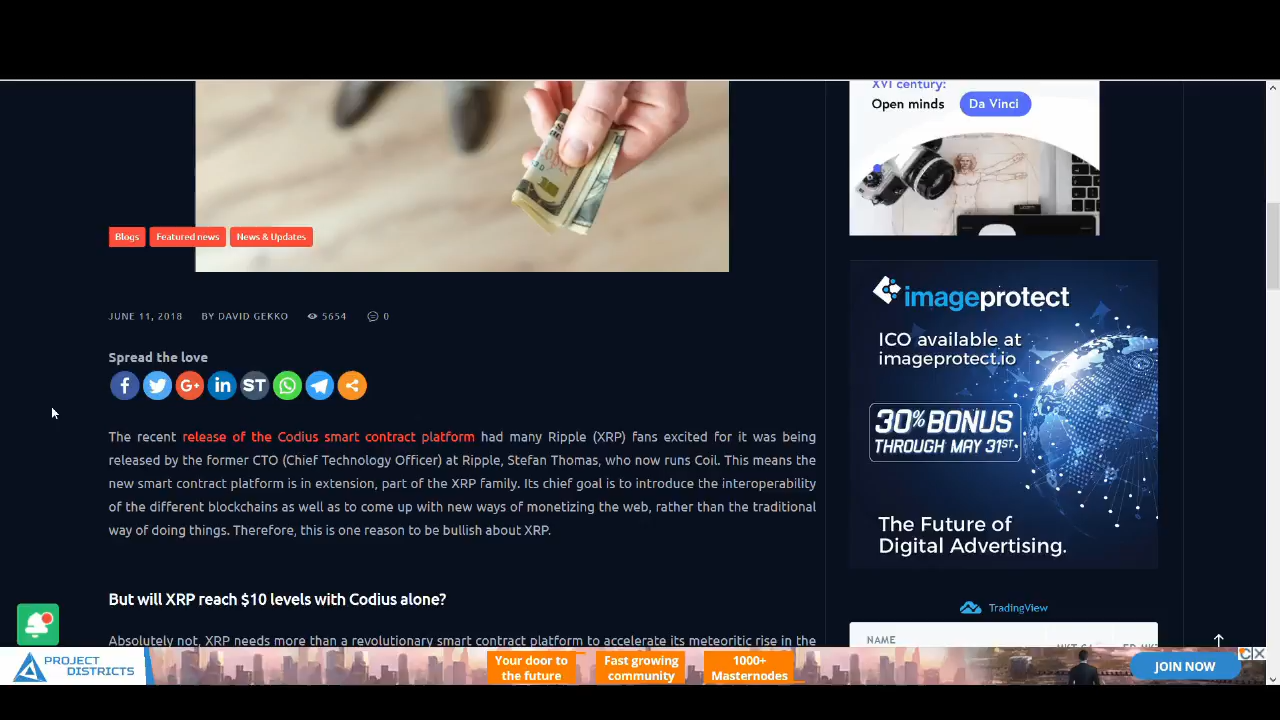 XVI century:
Open minds
Da Vinci
Blogs
Featured news
News & Updates
imageprotect
ICO available at
imageprotect.io
30% BONUS
THROUGH MAY 31ST.
The Future of
Digital Advertising.
JUNE 11, 2018 BY DAVID GEKKO 5654 0
Spread the love
G+ in ST
The recent release of the Codius smart contract platform had many Ripple (XRP) fans excited for it was being
released by the former CTO (Chief Technology Officer) at Ripple, Stefan Thomas, who now runs Coil. This means the
new smart contract platform is in extension, part of the XRP family. Its chief goal is to introduce the interoperability
of the different blockchains as well as to come up with new ways of monetizing the web, rather than the traditional
way of doing things. Therefore, this is one reason to be bullish about XRP.
But will XRP reach $10 levels with Codius alone?
Absolutely not, XRP needs more than a revolutionary smart contract platform to accelerate its meteoritic rise in the
TradingView
NAME
PROJECT
DISTRICTS
Your door to
the future
Fast growing
community
1000+
Masternodes
JOIN NOW